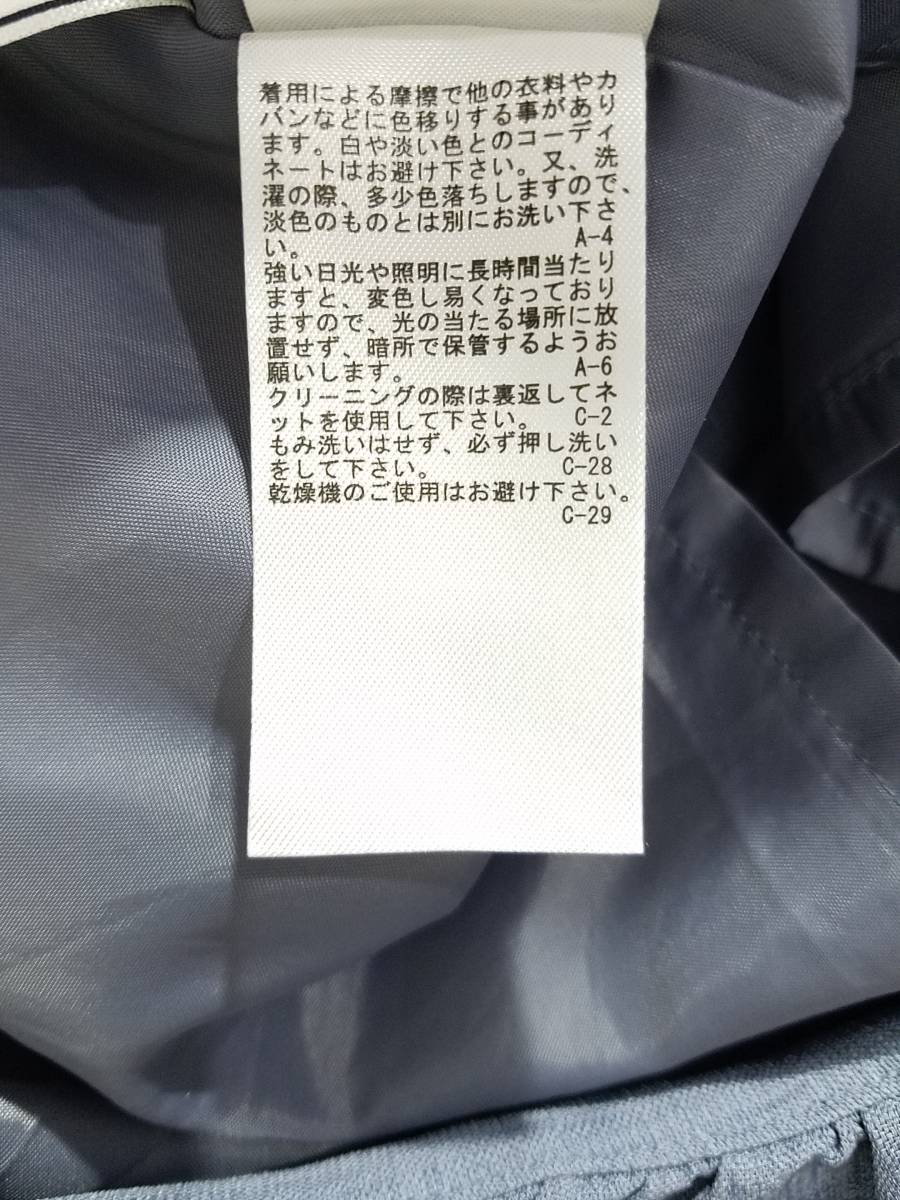 着用による摩擦で他の衣料やカ
バンなどに色移りする事があり
ます。白や淡い色とのコーディ
ネートはお避け下さい。又、洗
濯の際、多少色落ちしますので、
淡色のものとは別にお洗い下さ
い。 A-4
強い日光や照明に長時間当たり
ますと、変色し易くなっており
ますので、光の当たる場所に放
置せず、暗所で保管するようお
願いします。 A-6
クリーニングの際は裏返してネ
ットを使用して下さい。 C-2
もみ洗いはせず、必ず押し洗い
をして下さい。 C-28
乾燥機のご使用はお避け下さい。
C-29